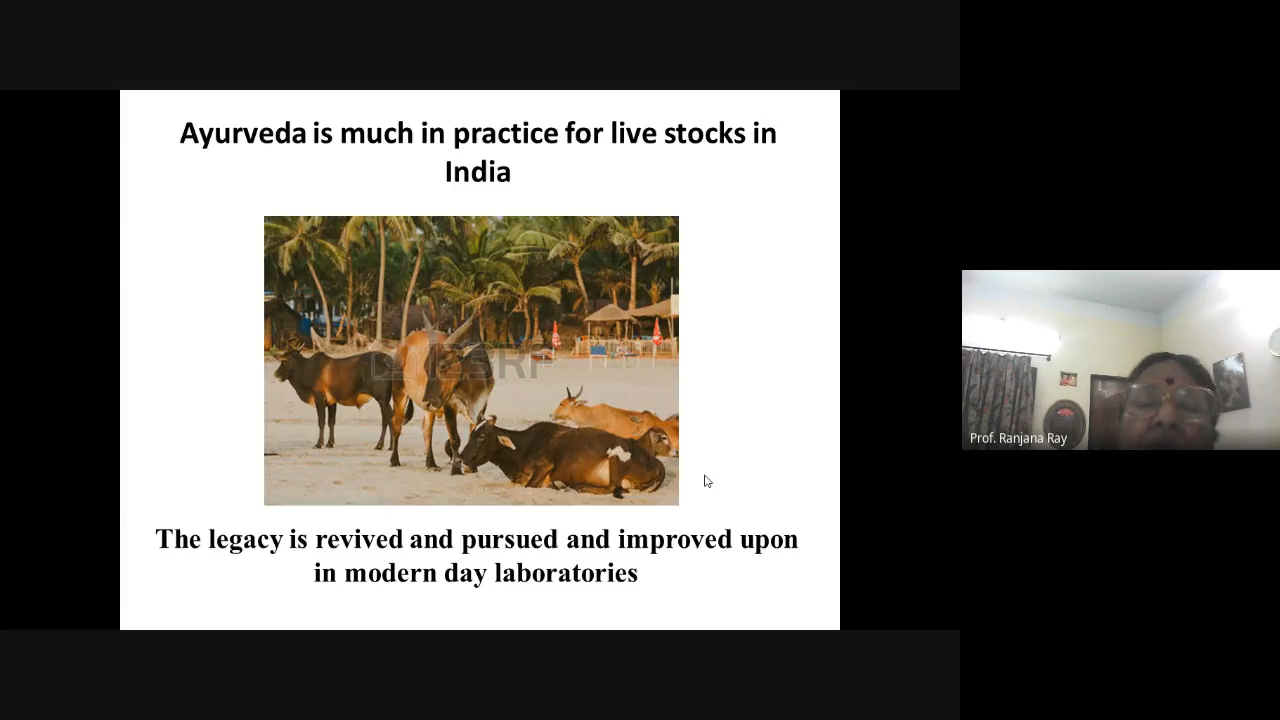 Ayurveda is much in practice for live stocks in
India
The legacy is revived and pursued and improved upon
in modern day laboratories
Prof. Ranjana Ray